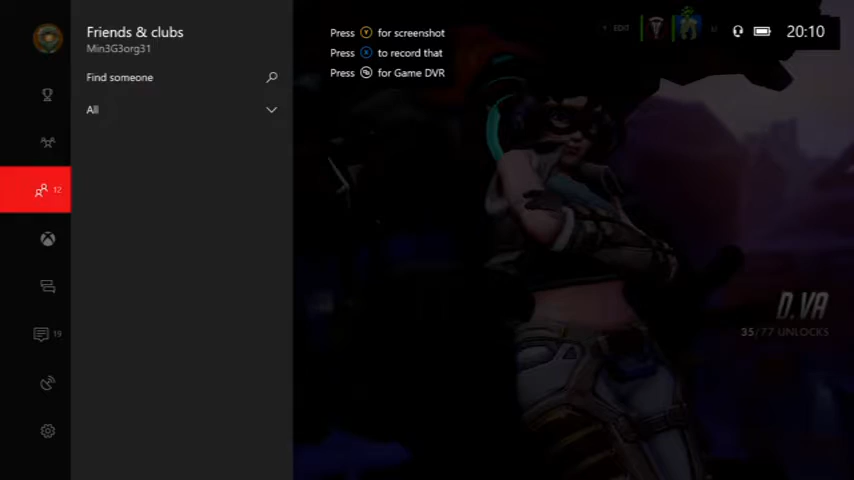 Friends & clubs
Min3G3org31
Find someone
All
12
19
Press Y for screenshot
Press X to record that
Press for Game DVR
EDIT
20:10
D.VA
35/77 UNLOCKS